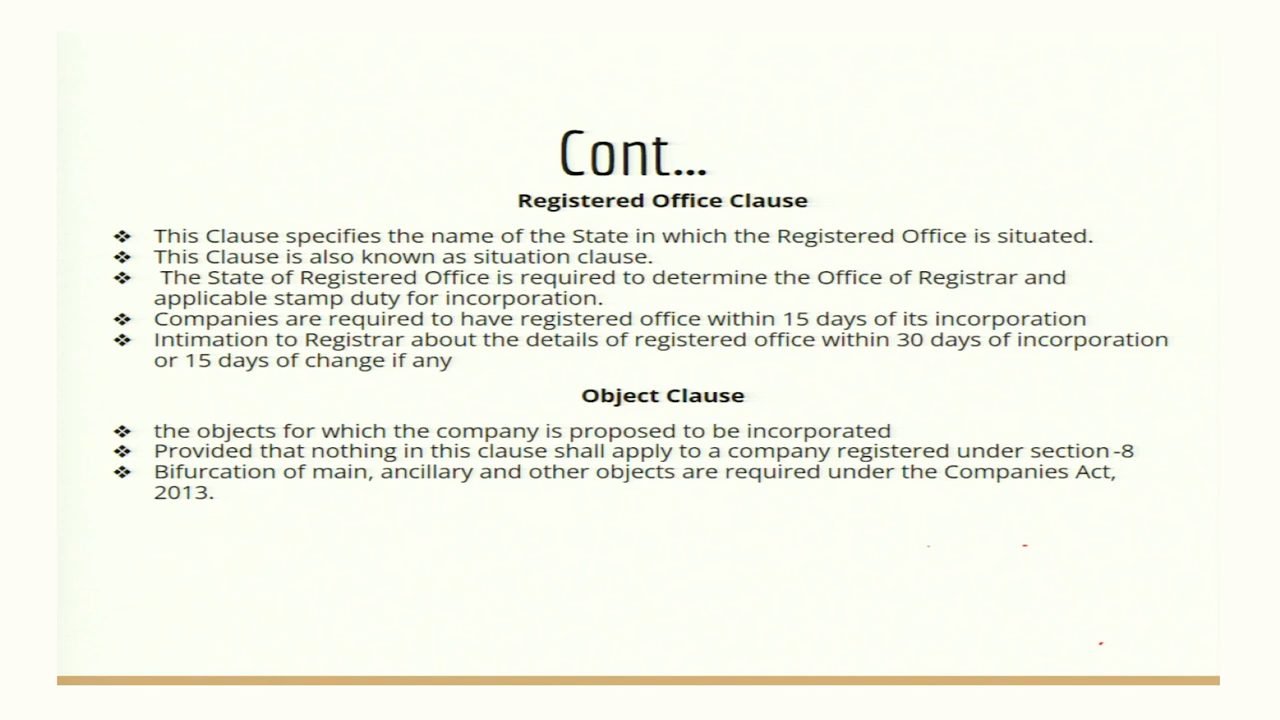 Cont...
Registered Office Clause
❖ This Clause specifies the name of the State in which the Registered Office is situated.
❖ This Clause is also known as situation clause.
❖ The State of Registered Office is required to determine the Office of Registrar and
applicable stamp duty for incorporation.
❖ Companies are required to have registered office within 15 days of its incorporation
❖ Intimation to Registrar about the details of registered office within 30 days of incorporation
or 15 days of change if any
Object Clause
❖ the objects for which the company is proposed to be incorporated
❖ Provided that nothing in this clause shall apply to a company registered under section-8
❖ Bifurcation of main, ancillary and other objects are required under the Companies Act,
2013.